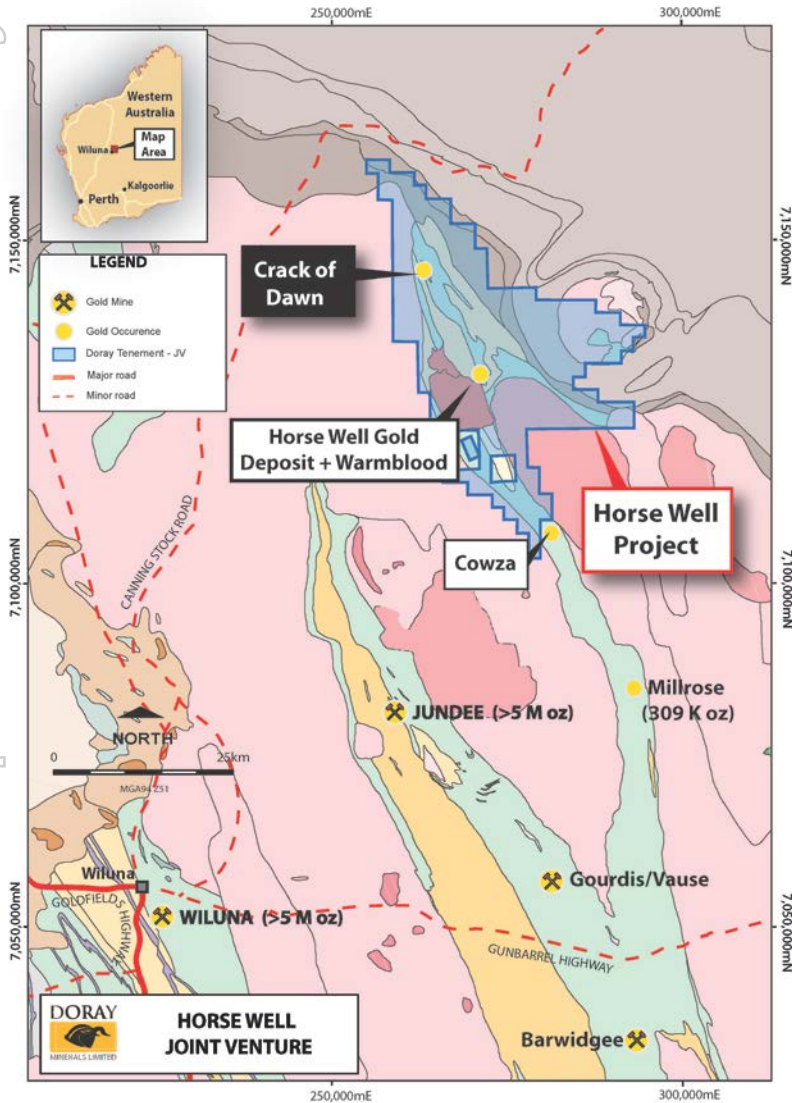 250,000mE
300,000mE
Western
Australia
Map
Area
Wiluna
Kalgoorlie
Perth
7,150,000mN
7,150,000mN
LEGEND
Gold Mine
Gold Occurence
Doray Tenement - JV
Major road
Minor road
Crack of
Dawn
Horse Well Gold
Deposit + Warmblood
Horse Well
Project
Cowza
CANNING STOCK ROAD
7,100,000mN
7,100,000mN
Millrose
(309 K oz)
JUNDEE (>5 M oz)
NORTH
0
25km
MGA94 Z51
Wiluna
GOLDFIELDS HIGHWAY
WILUNA (>5 M oz)
Gourdis/Vause
7,050,000mN
7,050,000mN
GUNBARREL HIGHWAY
DORAY
MINERALS LIMITED
HORSE WELL
JOINT VENTURE
Barwidgee
250,000mE
300,000mE